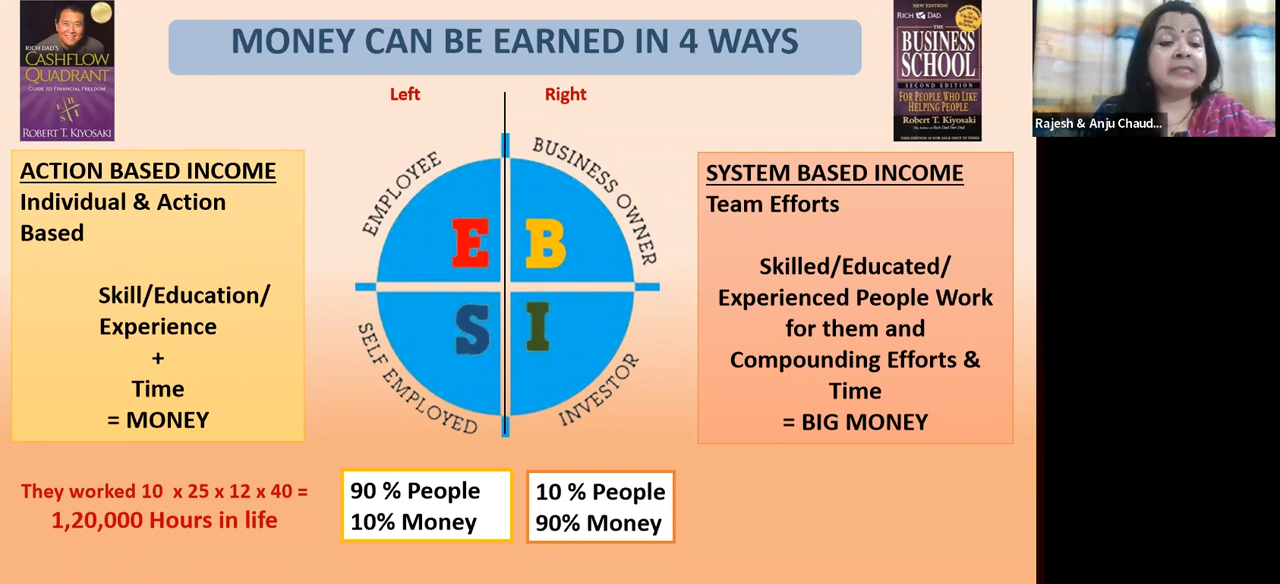 MONEY CAN BE EARNED IN 4 WAYS
RICH DAD'S
CASHFLOW
QUADRANT
GUIDE TO FINANCIAL FREEDOM
E B
S I
ROBERT T. KIYOSAKI
NEW EDITION!
RICH DAD
THE
BUSINESS
SCHOOL
SECOND EDITION
FOR PEOPLE WHO LIKE
HELPING PEOPLE
Robert T. Kiyosaki
Rajesh & Anju Chaud...
Left
Right
ACTION BASED INCOME
Individual & Action
Based
Skill/Education/
Experience
+
Time
= MONEY
EMPLOYEE
BUSINESS OWNER
E
B
S
I
SELF EMPLOYED
INVESTOR
SYSTEM BASED INCOME
Team Efforts
Skilled/Educated/
Experienced People Work
for them and
Compounding Efforts &
Time
= BIG MONEY
They worked 10 x 25 x 12 x 40 =
1,20,000 Hours in life
90 % People
10% Money
10 % People
90% Money